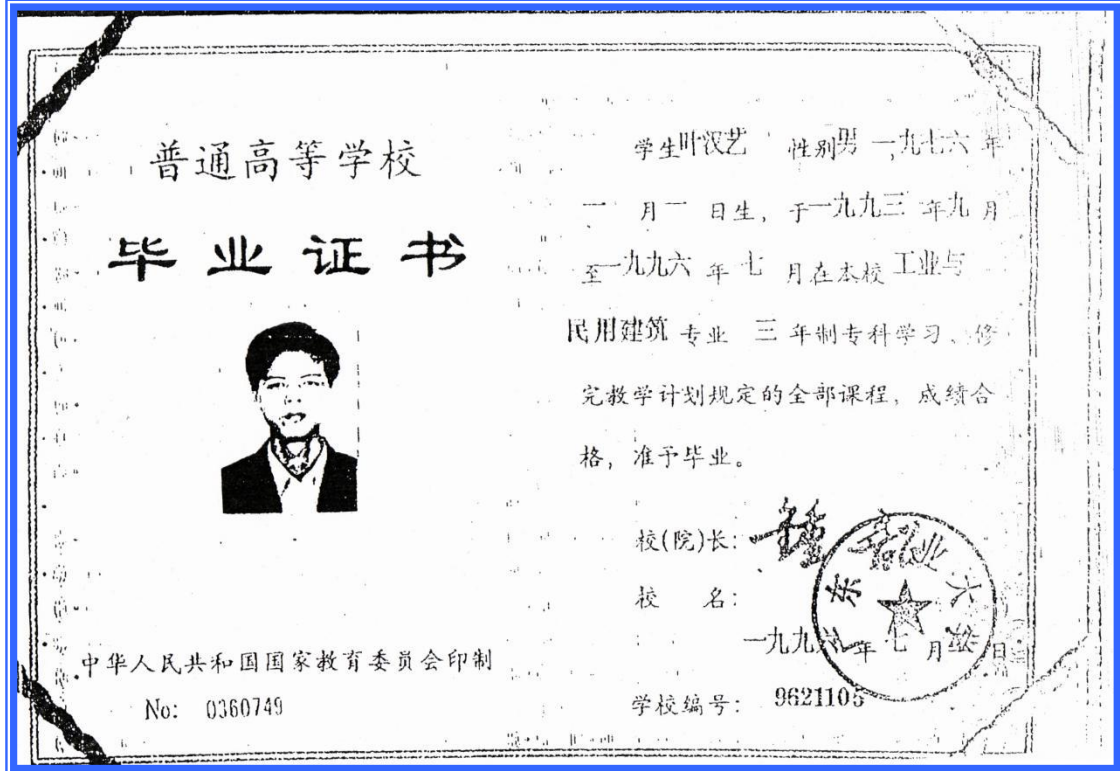 普通高等学校
毕业证书
中华人民共和国国家教育委员会印制
No: 0360749
学生叶汉艺 性别男 一九七六年
一 月一 日生，于一九九三 年九月
至一九九六 年 七 月在本校 工业与
民用建筑 专业 三 年制专科学习、修
完教学计划规定的全部课程，成绩合
格，准予毕业。
校(院)长：
校 名：
一九九六年七月 日
学校编号： 9621105